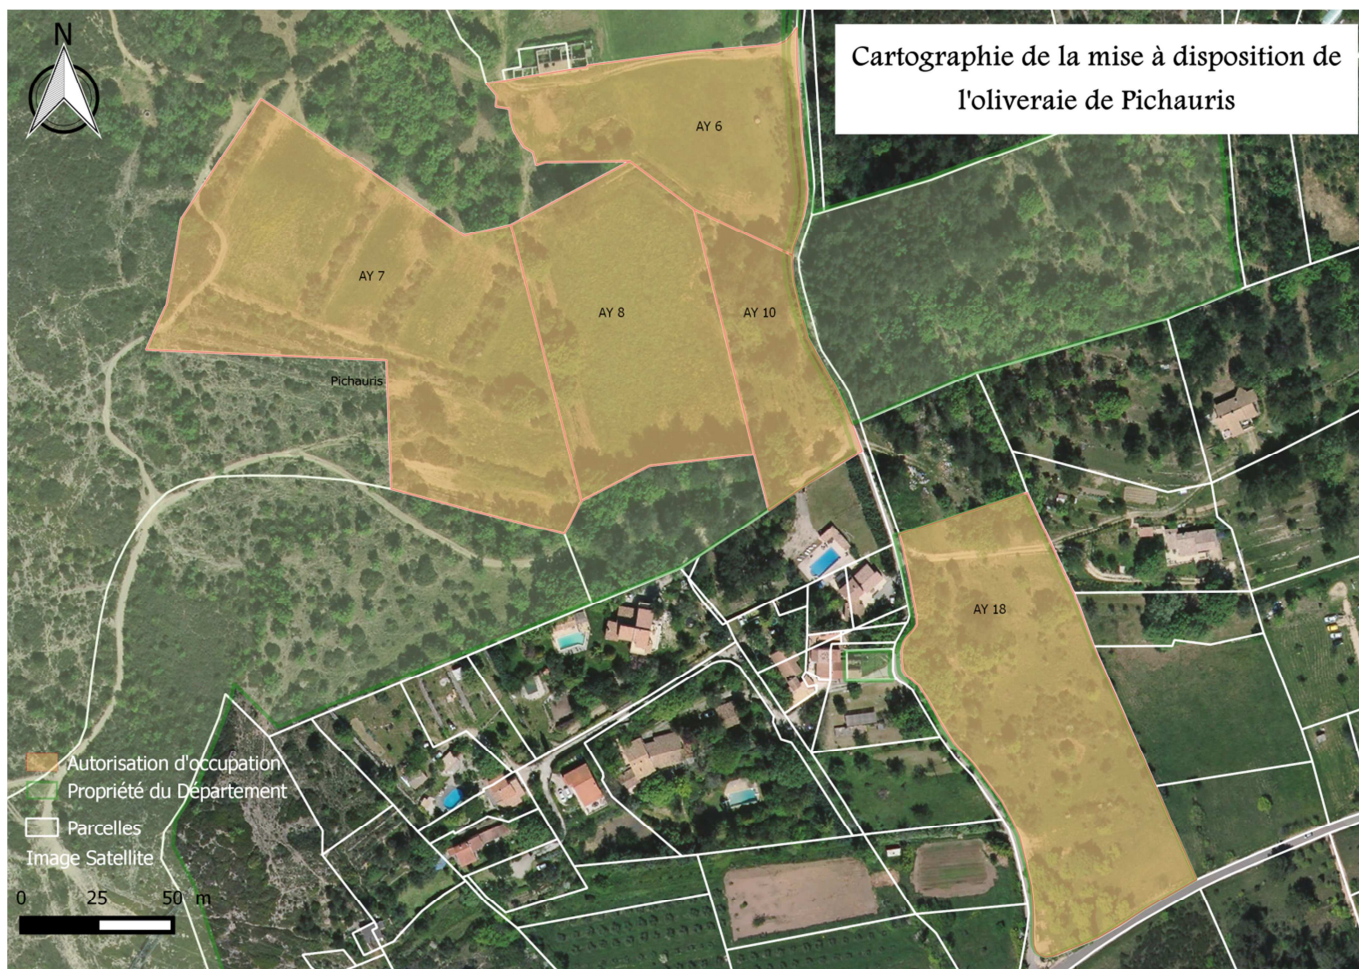 N
Cartographie de la mise à disposition de
l'oliveraie de Pichauris
AY 6
AY 7
AY 8
AY 10
Pichauris
AY 18
Autorisation d'occupation
Propriété du Département
Parcelles
Image Satellite
0 25 50 m